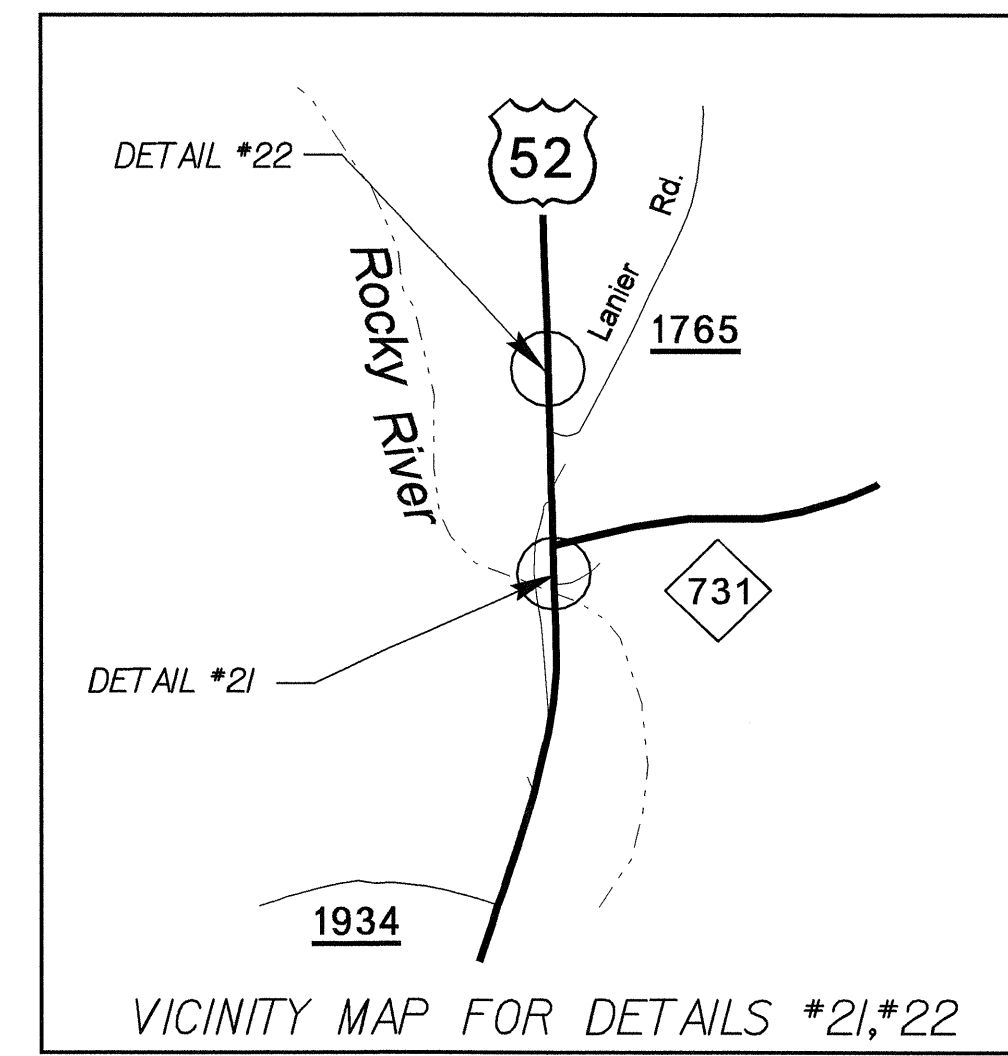 DETAIL #22
52
Rd.
Lanier
1765
Rocky River
731
DETAIL #21
1934
VICINITY MAP FOR DETAILS #21,#22